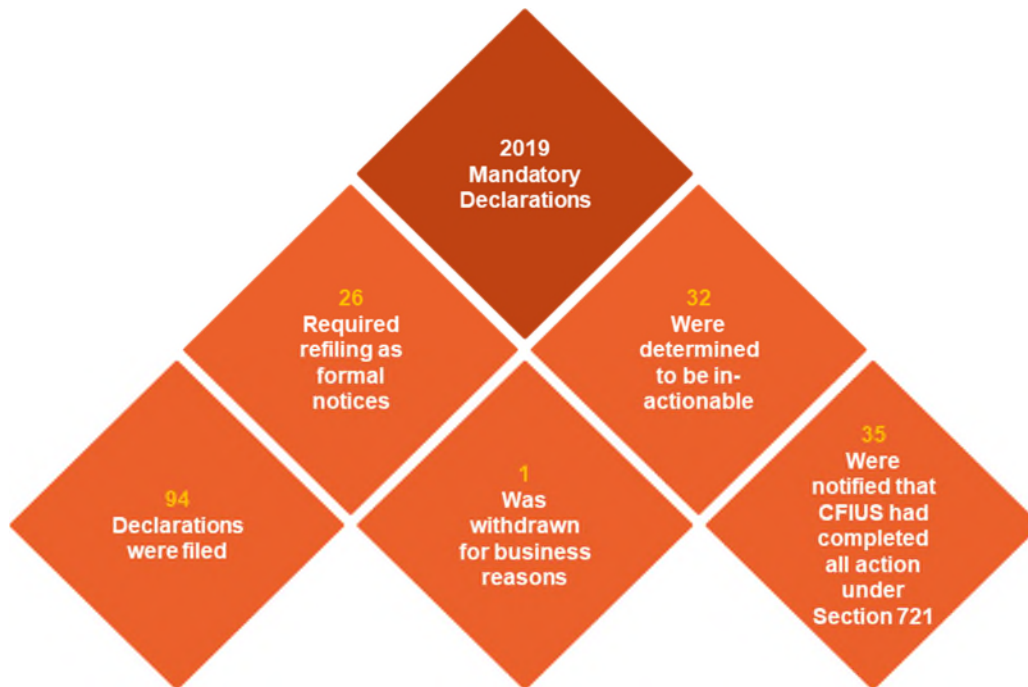 2019
Mandatory
Declarations
26
Required
refiling as
formal
notices
32
Were
determined
to be in-
actionable
94
Declarations
were filed
1
Was
withdrawn
for business
reasons
35
Were
notified that
CFIUS had
completed
all action
under
Section 721